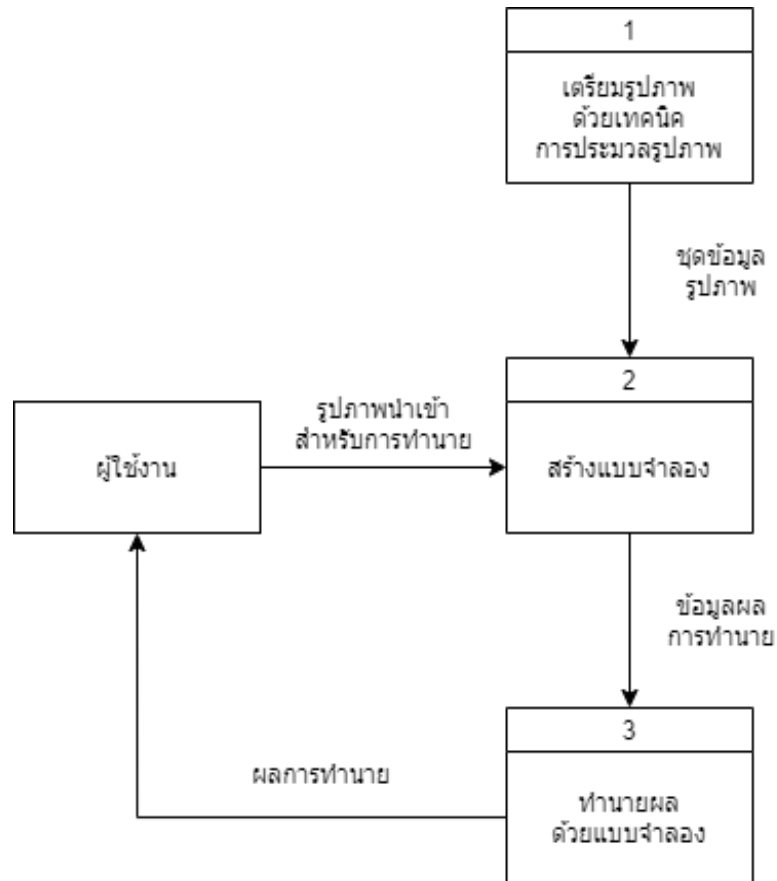 1
เตรียมรูปภาพ
ด้วยเทคนิค
การประมวลรูปภาพ
ชุดข้อมูล
รูปภาพ
2
สร้างแบบจำลอง
รูปภาพนำเข้า
สำหรับการทำนาย
ผู้ใช้งาน
ข้อมูลผล
การทำนาย
3
ทำนายผล
ด้วยแบบจำลอง
ผลการทำนาย